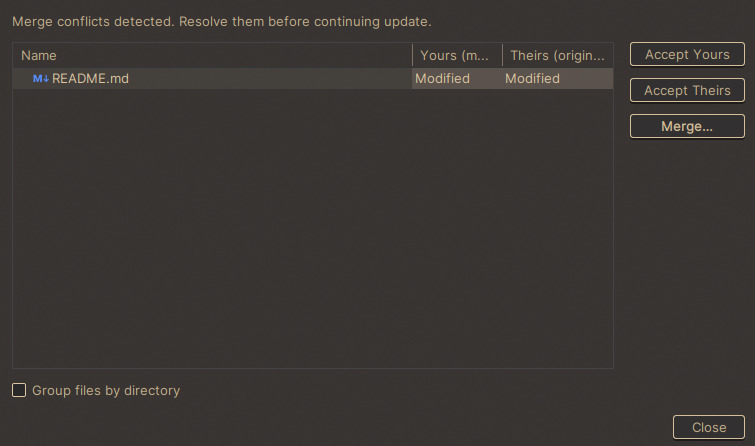 Merge conflicts detected. Resolve them before continuing update.
Name Yours (m... Theirs (origin...
M↓ README.md Modified Modified
Accept Yours
Accept Theirs
Merge...
Group files by directory
Close